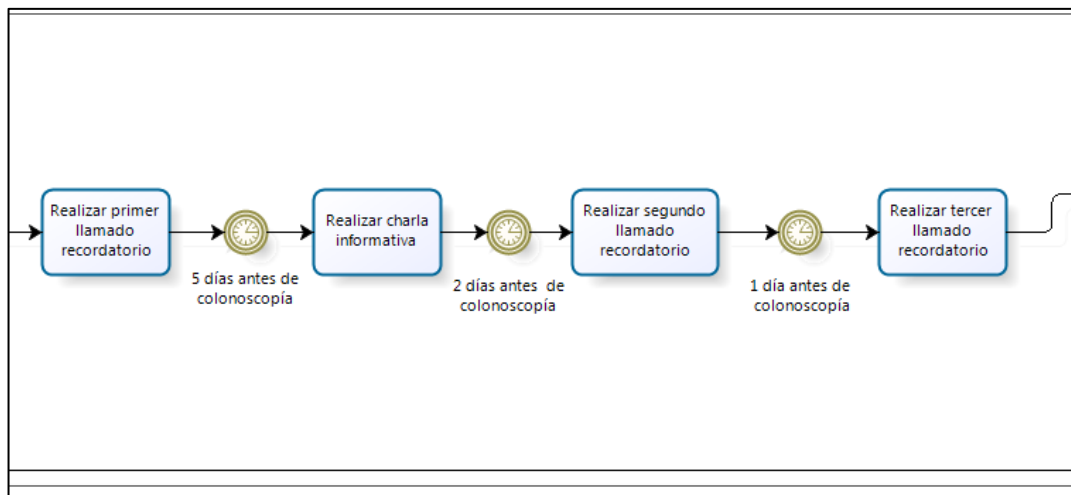 Realizar primer
llamado
recordatorio
5 días antes de
colonoscopía
Realizar charla
informativa
2 días antes  de
colonoscopía
Realizar segundo
llamado
recordatorio
1 día antes de
colonoscopía
Realizar tercer
llamado
recordatorio